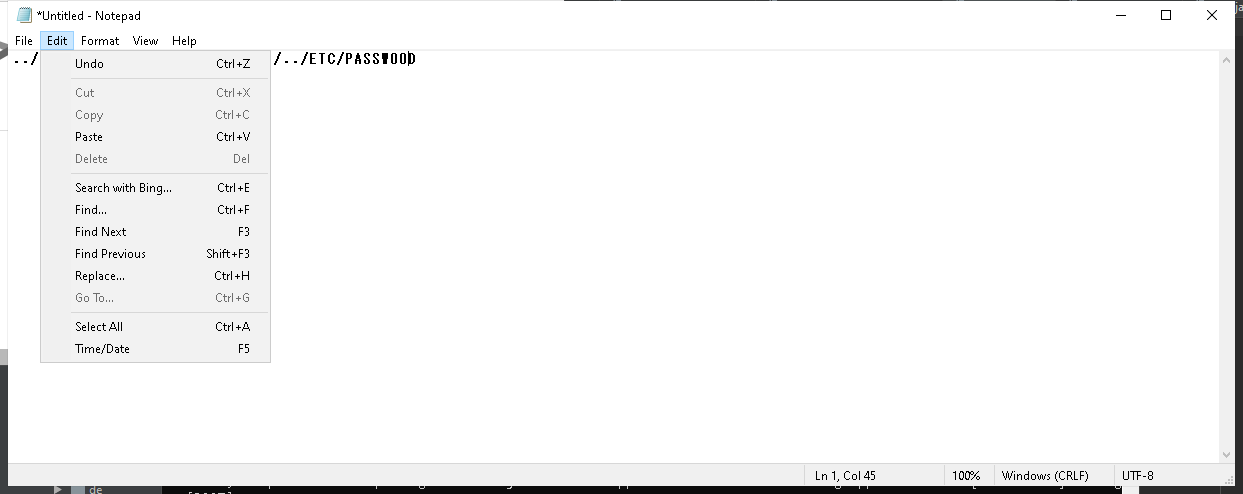 *Untitled - Notepad
File Edit Format View Help
../ /../ETC/PASSWOOD
Undo Ctrl+Z
Cut Ctrl+X
Copy Ctrl+C
Paste Ctrl+V
Delete Del
Search with Bing... Ctrl+E
Find... Ctrl+F
Find Next F3
Find Previous Shift+F3
Replace... Ctrl+H
Go To... Ctrl+G
Select All Ctrl+A
Time/Date F5
Ln 1, Col 45 100% Windows (CRLF) UTF-8
de